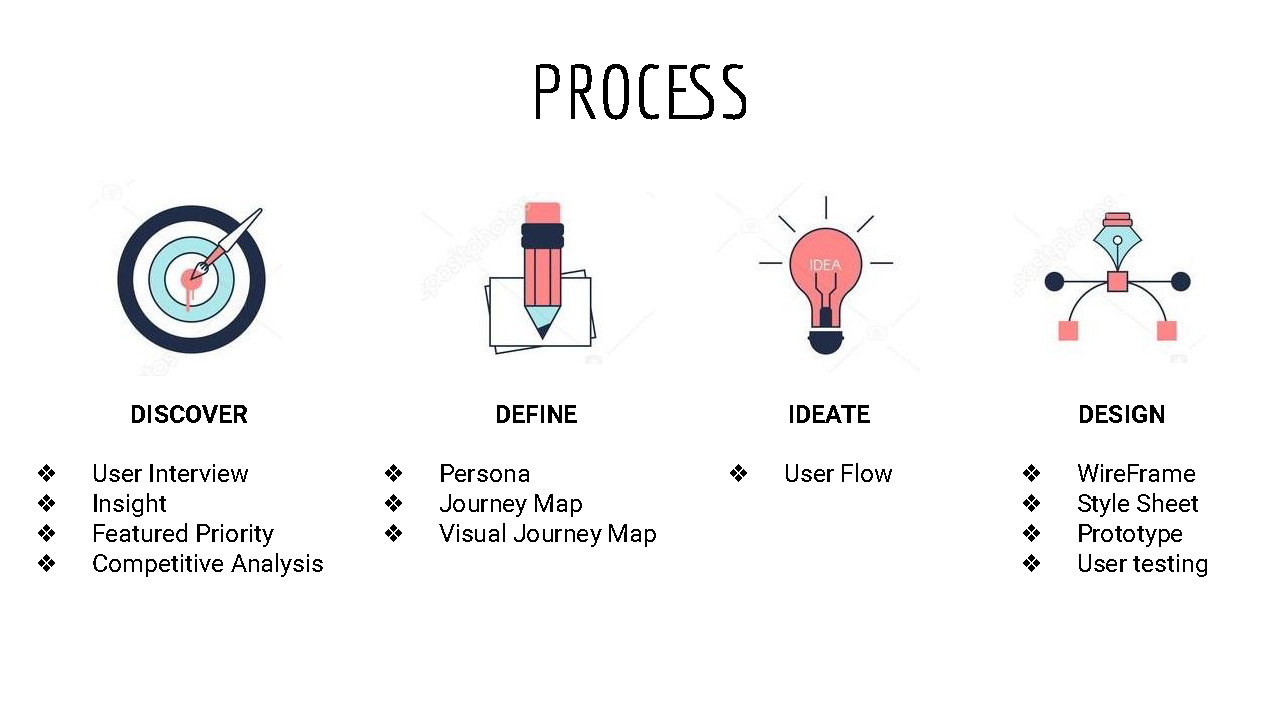 PROCESS
IDEA
DISCOVER
❖ User Interview
❖ Insight
❖ Featured Priority
❖ Competitive Analysis
DEFINE
❖ Persona
❖ Journey Map
❖ Visual Journey Map
IDEATE
❖ User Flow
DESIGN
❖ WireFrame
❖ Style Sheet
❖ Prototype
❖ User testing